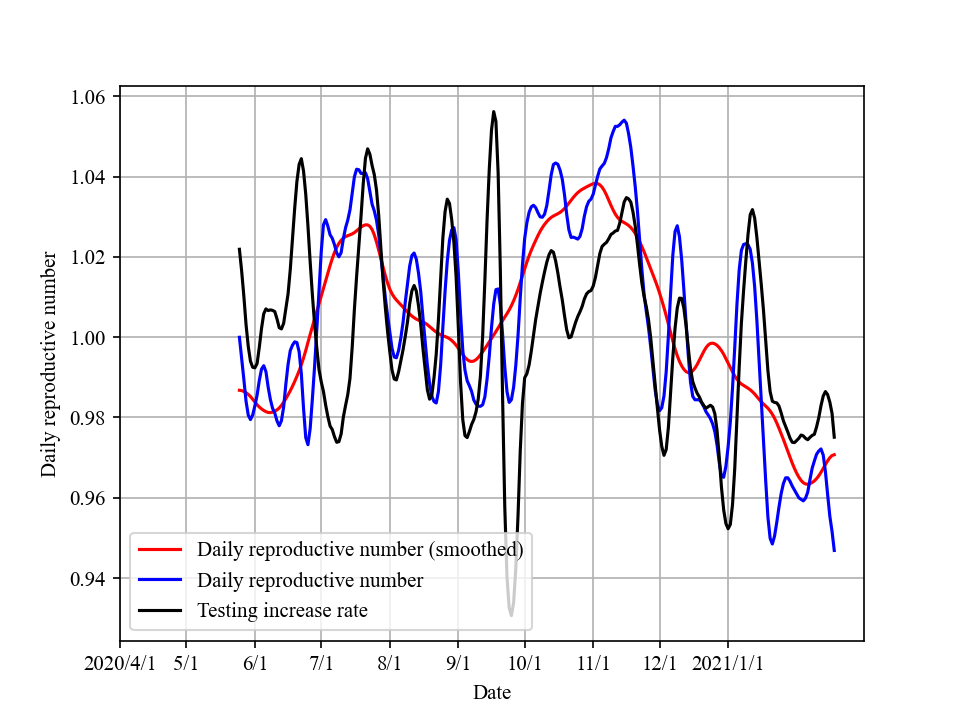 1.06
1.04
1.02
1.00
0.98
0.96
0.94
Daily reproductive number
Daily reproductive number (smoothed)
Daily reproductive number
Testing increase rate
2020/4/1 5/1 6/1 7/1 8/1 9/1 10/1 11/1 12/1 2021/1/1
Date